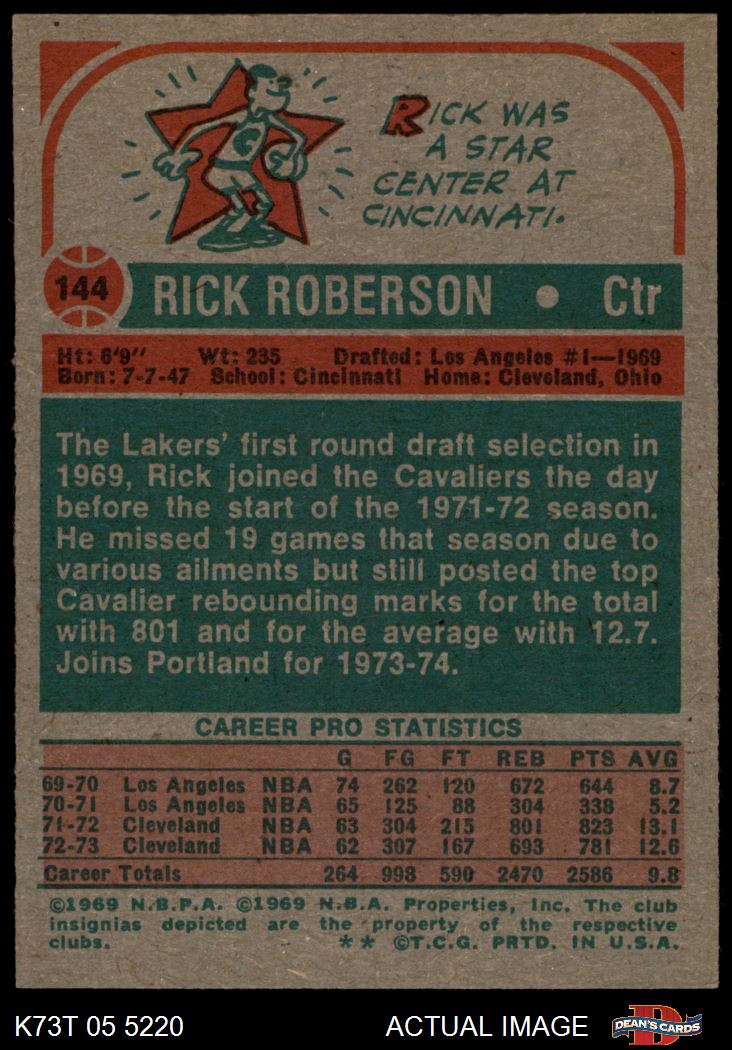 RICK WAS
A STAR
CENTER AT
CINCINNATI.
144 RICK ROBERSON • Ctr
Ht: 6'9" Wt: 235 Drafted: Los Angeles #1—1969
Born: 7-7-47 School: Cincinnati Home: Cleveland, Ohio
The Lakers' first round draft selection in
1969, Rick joined the Cavaliers the day
before the start of the 1971-72 season.
He missed 19 games that season due to
various ailments but still posted the top
Cavalier rebounding marks for the total
with 801 and for the average with 12.7.
Joins Portland for 1973-74.
CAREER PRO STATISTICS
G FG FT REB PTS AVG
69-70 Los Angeles NBA 74 262 120 672 644 8.7
70-71 Los Angeles NBA 65 125 88 304 338 5.2
71-72 Cleveland NBA 63 304 215 801 823 13.1
72-73 Cleveland NBA 62 307 167 693 781 12.6
Career Totals 264 998 590 2470 2586 9.8
©1969 N.B.P.A. ©1969 N.B.A. Properties, Inc. The club
insignias depicted are the property of the respective
clubs. ** ©T.C.G. PRTD. IN U.S.A.
K73T 05 5220 ACTUAL IMAGE DEAN'S CARDS